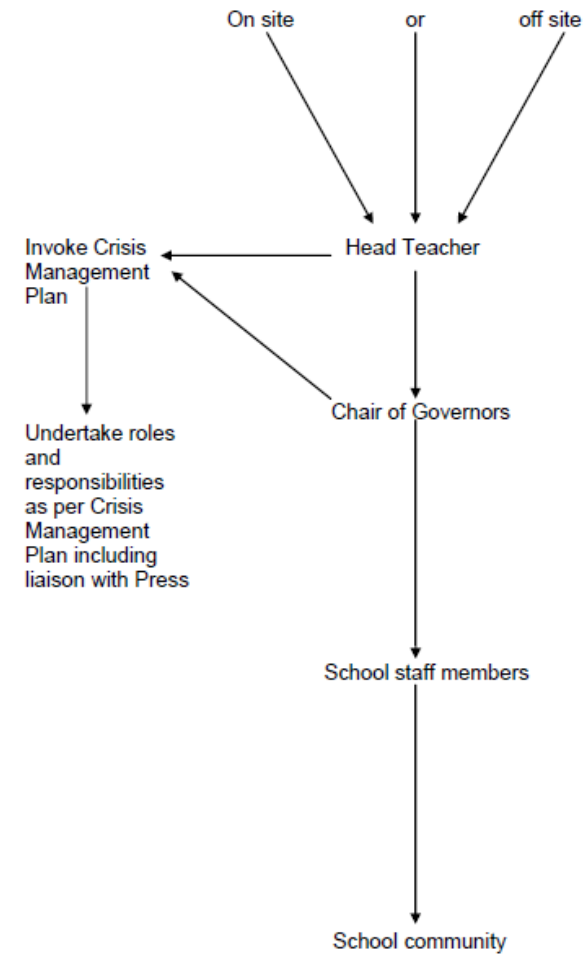 On site or off site
Invoke Crisis
Management
Plan
Head Teacher
Chair of Governors
Undertake roles
and
responsibilities
as per Crisis
Management
Plan including
liaison with Press
School staff members
School community